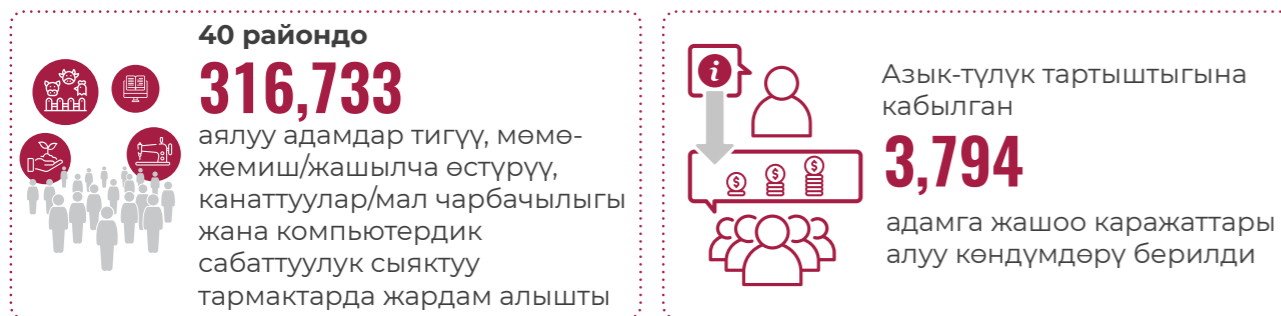 40 райондо
316,733
аялуу адамдар тигүү, мөмө-
жемиш/жашылча өстүрүү,
канаттуулар/мал чарбачылыгы
жана компьютердик
сабаттуулук сыяктуу
тармактарда жардам алышты
Азык-түлүк тартыштыгына
кабылган
3,794
адамга жашоо каражаттары
алуу көндүмдөрү берилди